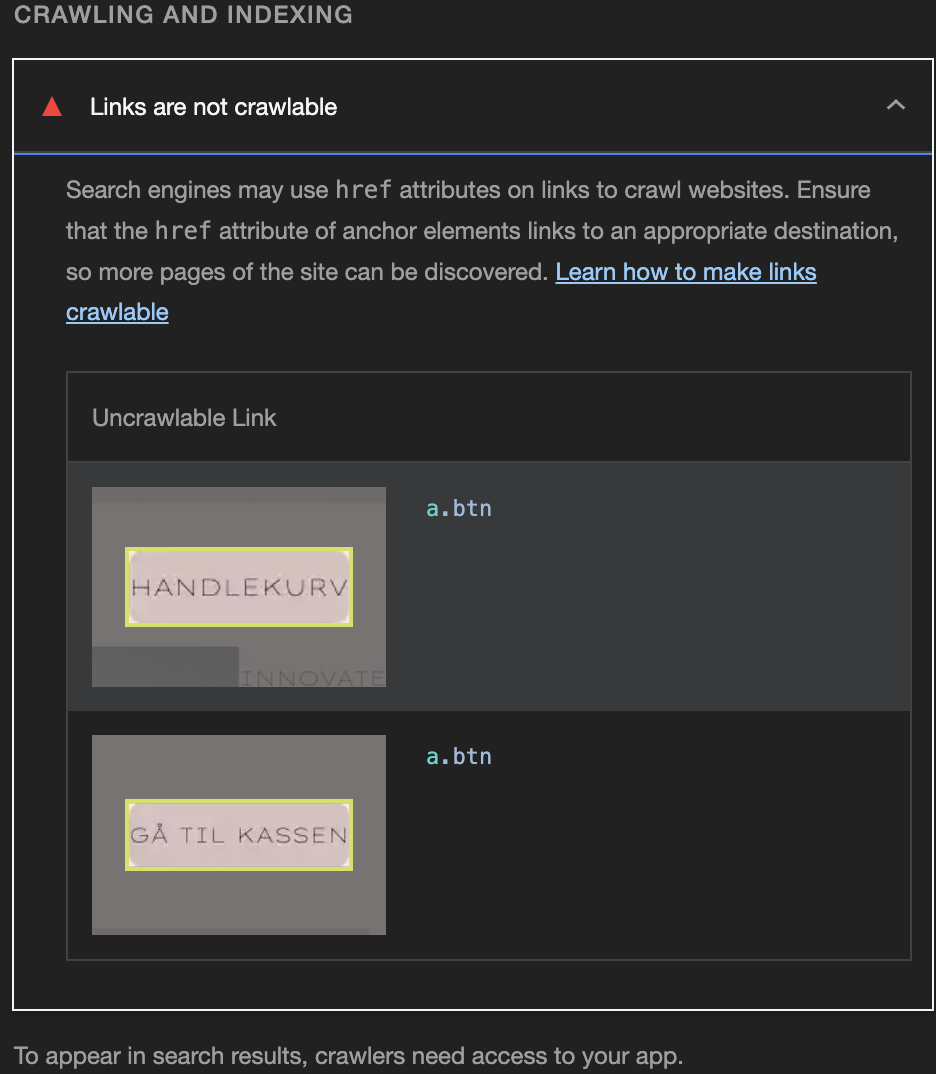 CRAWLING AND INDEXING
Links are not crawlable
Search engines may use href attributes on links to crawl websites. Ensure
that the href attribute of anchor elements links to an appropriate destination,
so more pages of the site can be discovered. Learn how to make links
crawlable
Uncrawlable Link
HANDLEKURV
a.btn
INNOVATE
GÅ TIL KASSEN
a.btn
To appear in search results, crawlers need access to your app.